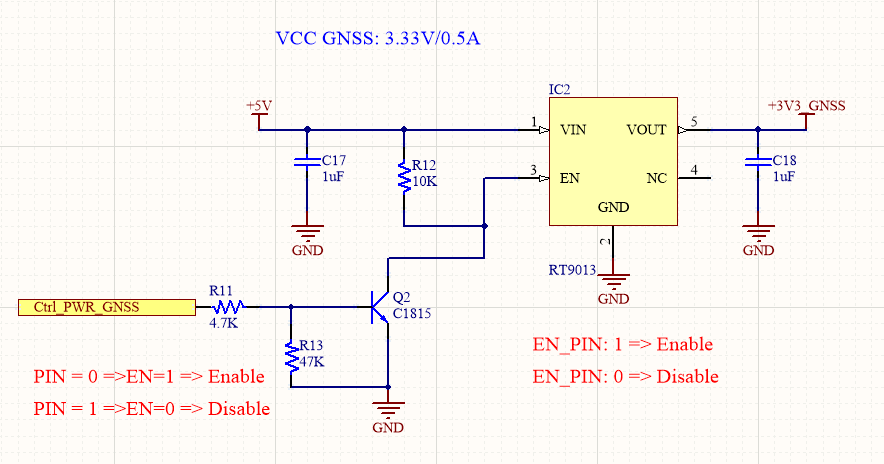 VCC GNSS: 3.33V/0.5A
IC2
+5V
+3V3_GNSS
1
VIN
VOUT
5
C17
1uF
R12
10K
3
EN
NC
4
C18
1uF
GND
2
GND
GND
RT9013
GND
R11
Ctrl_PWR_GNSS
4.7K
Q2
C1815
R13
47K
EN_PIN: 1 => Enable
PIN = 0 =>EN=1 => Enable
EN_PIN: 0 => Disable
PIN = 1 =>EN=0 => Disable
GND